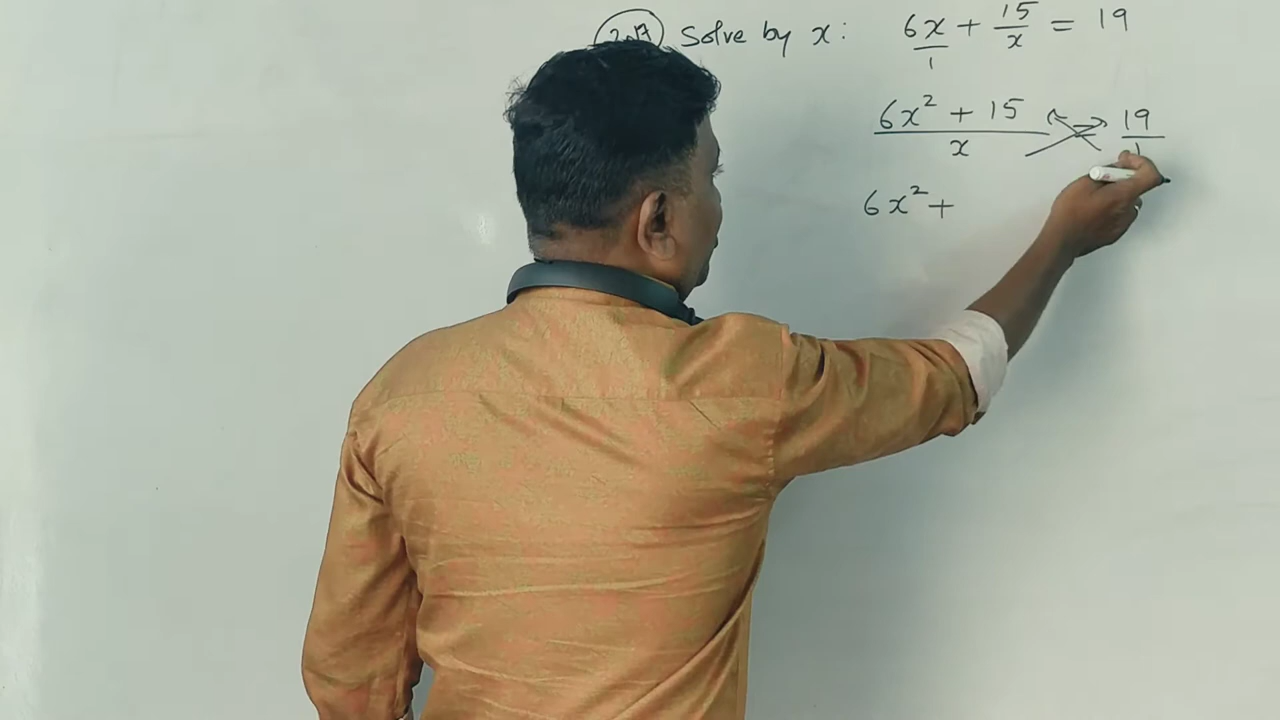 Solve by x : 6x/1 + 15/x = 19
6x² + 15 / x = 19/1
6x² +